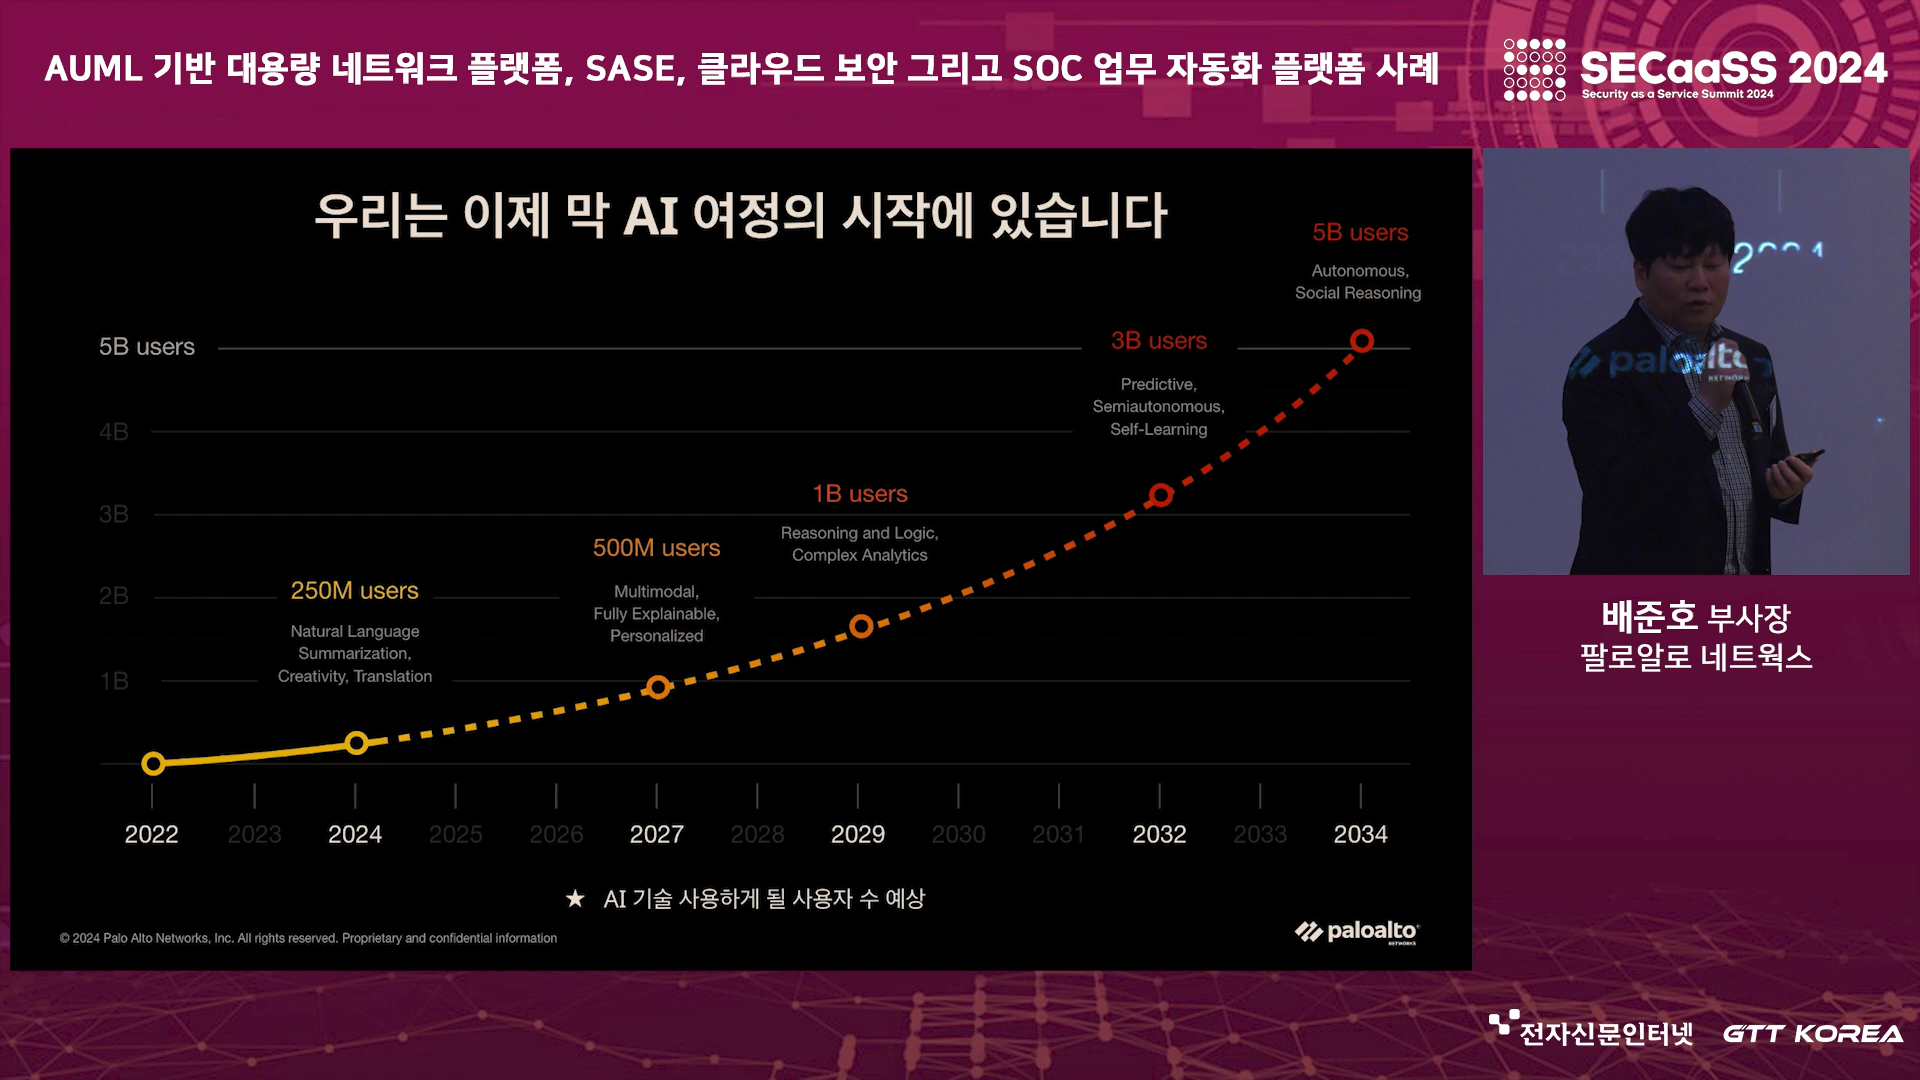 AUML 기반 대용량 네트워크 플랫폼, SASE, 클라우드 보안 그리고 SOC 업무 자동화 플랫폼 사례
SECaaSS 2024
Security as a Service Summit 2024
우리는 이제 막 AI 여정의 시작에 있습니다
5B users
Autonomous,
Social Reasoning
3B users
Predictive,
Semiautonomous,
Self-Learning
1B users
Reasoning and Logic,
Complex Analytics
500M users
Multimodal,
Fully Explainable,
Personalized
250M users
Natural Language
Summarization,
Creativity, Translation
5B users
4B
3B
2B
1B
2022 2023 2024 2025 2026 2027 2028 2029 2030 2031 2032 2033 2034
★ AI 기술 사용하게 될 사용자 수 예상
© 2024 Palo Alto Networks, Inc. All rights reserved. Proprietary and confidential information
paloalto
NETWORKS
paloalto
NETWORKS
배준호 부사장
팔로알로 네트웍스
전자신문인터넷
GTT KOREA